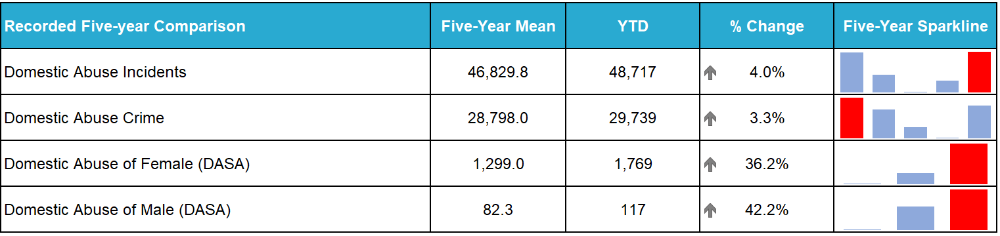 Recorded Five-year Comparison Five-Year Mean YTD % Change Five-Year Sparkline
Domestic Abuse Incidents 46,829.8 48,717 4.0%
Domestic Abuse Crime 28,798.0 29,739 3.3%
Domestic Abuse of Female (DASA) 1,299.0 1,769 36.2%
Domestic Abuse of Male (DASA) 82.3 117 42.2%